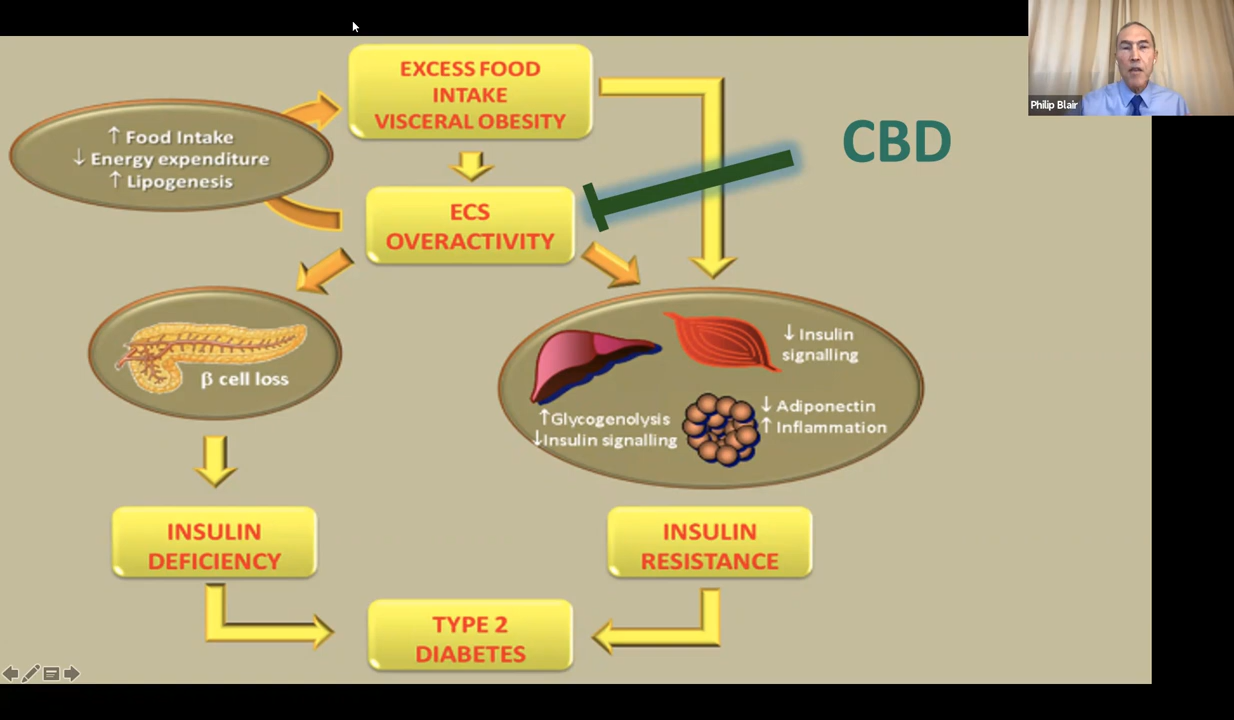 EXCESS FOOD
INTAKE
VISCERAL OBESITY
Philip Blair
↑ Food Intake
↓ Energy expenditure
↑ Lipogenesis
CBD
ECS
OVERACTIVITY
β cell loss
↓ Insulin
signalling
↑Glycogenolysis
↓Insulin signalling
↓ Adiponectin
↑ Inflammation
INSULIN
DEFICIENCY
INSULIN
RESISTANCE
TYPE 2
DIABETES